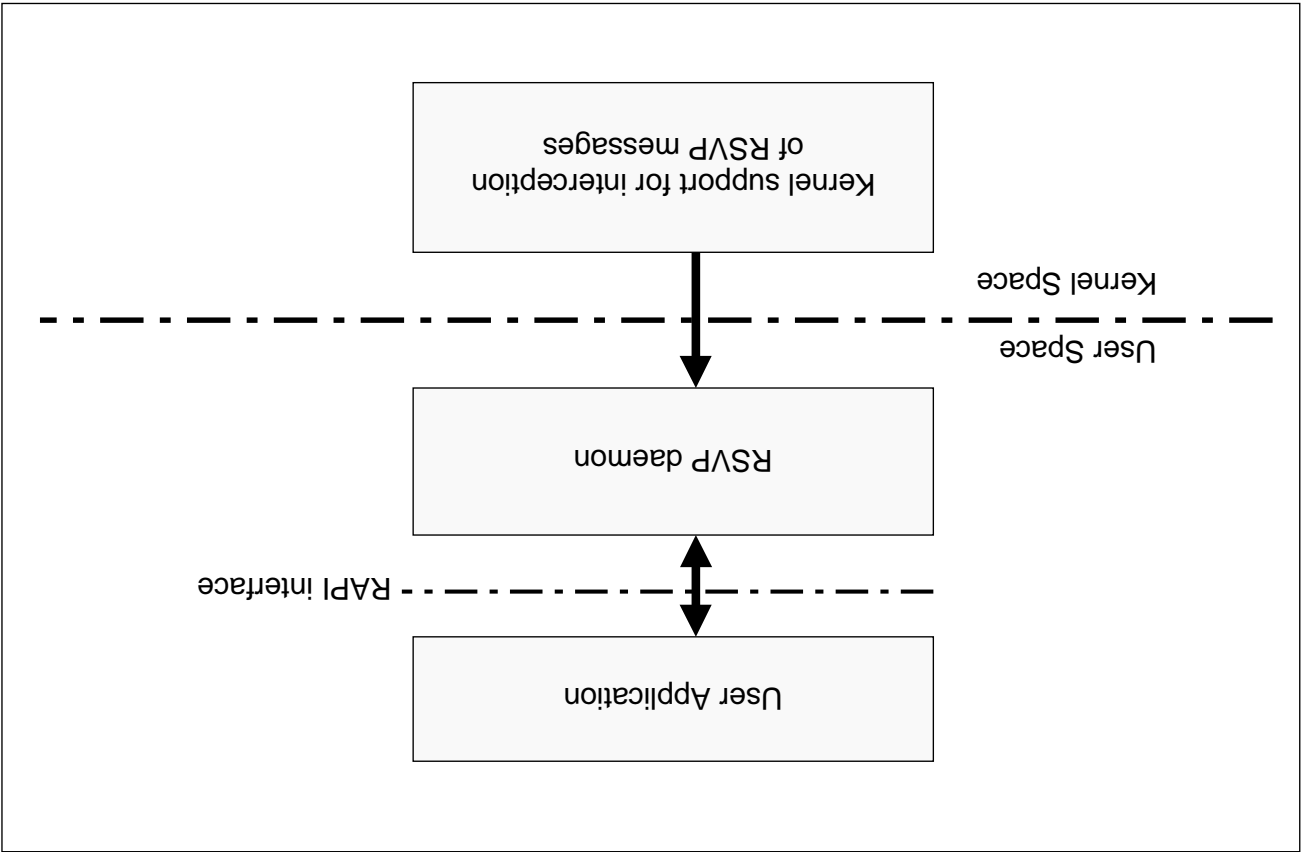 User Application
RAPI interface
RSVP daemon
User Space
Kernel Space
Kernel support for interception
of RSVP messages